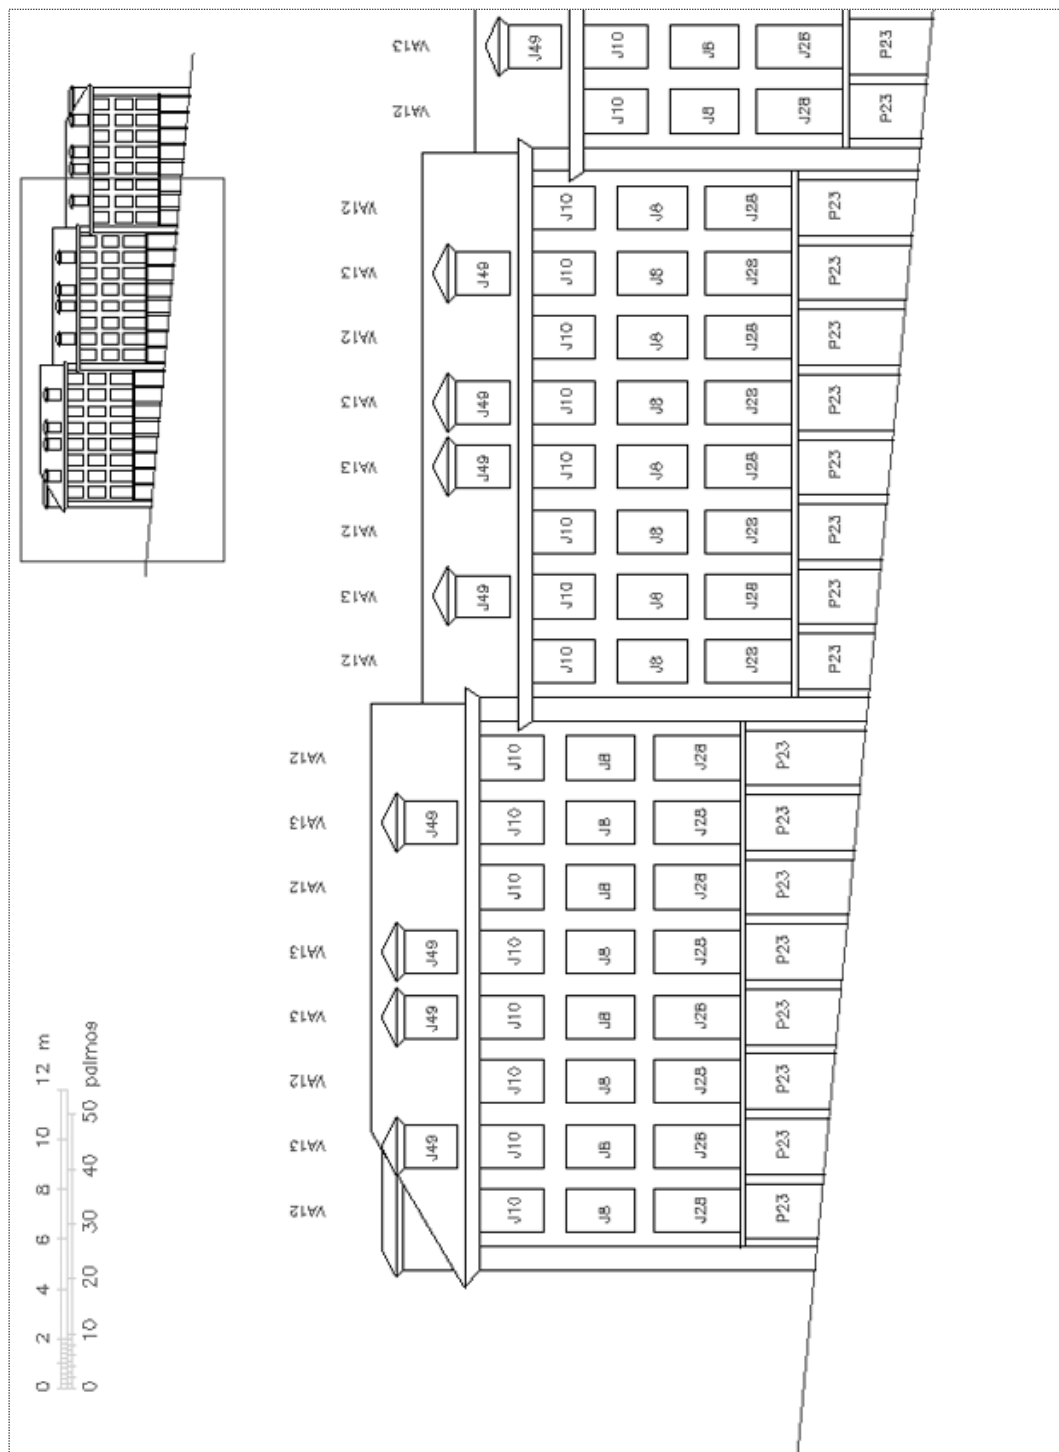 0 2 4 6 8 10 12 m
0 10 20 30 40 50 palmos
VA12 VA13 VA12 VA13 VA13 VA12 VA13 VA12
J49 J49 J49 J49
J10 J10 J10 J10 J10 J10 J10 J10
J8 J8 J8 J8 J8 J8 J8 J8
J28 J28 J28 J28 J28 J28 J28 J28
P23 P23 P23 P23 P23 P23 P23 P23
VA12 VA13 VA12 VA13 VA13 VA12 VA13 VA12
J49 J49 J49 J49
J10 J10 J10 J10 J10 J10 J10 J10
J8 J8 J8 J8 J8 J8 J8 J8
J28 J28 J28 J28 J28 J28 J28 J28
P23 P23 P23 P23 P23 P23 P23 P23
VA12 VA13
J49
J10 J10
J8 J8
J28 J28
P23 P23